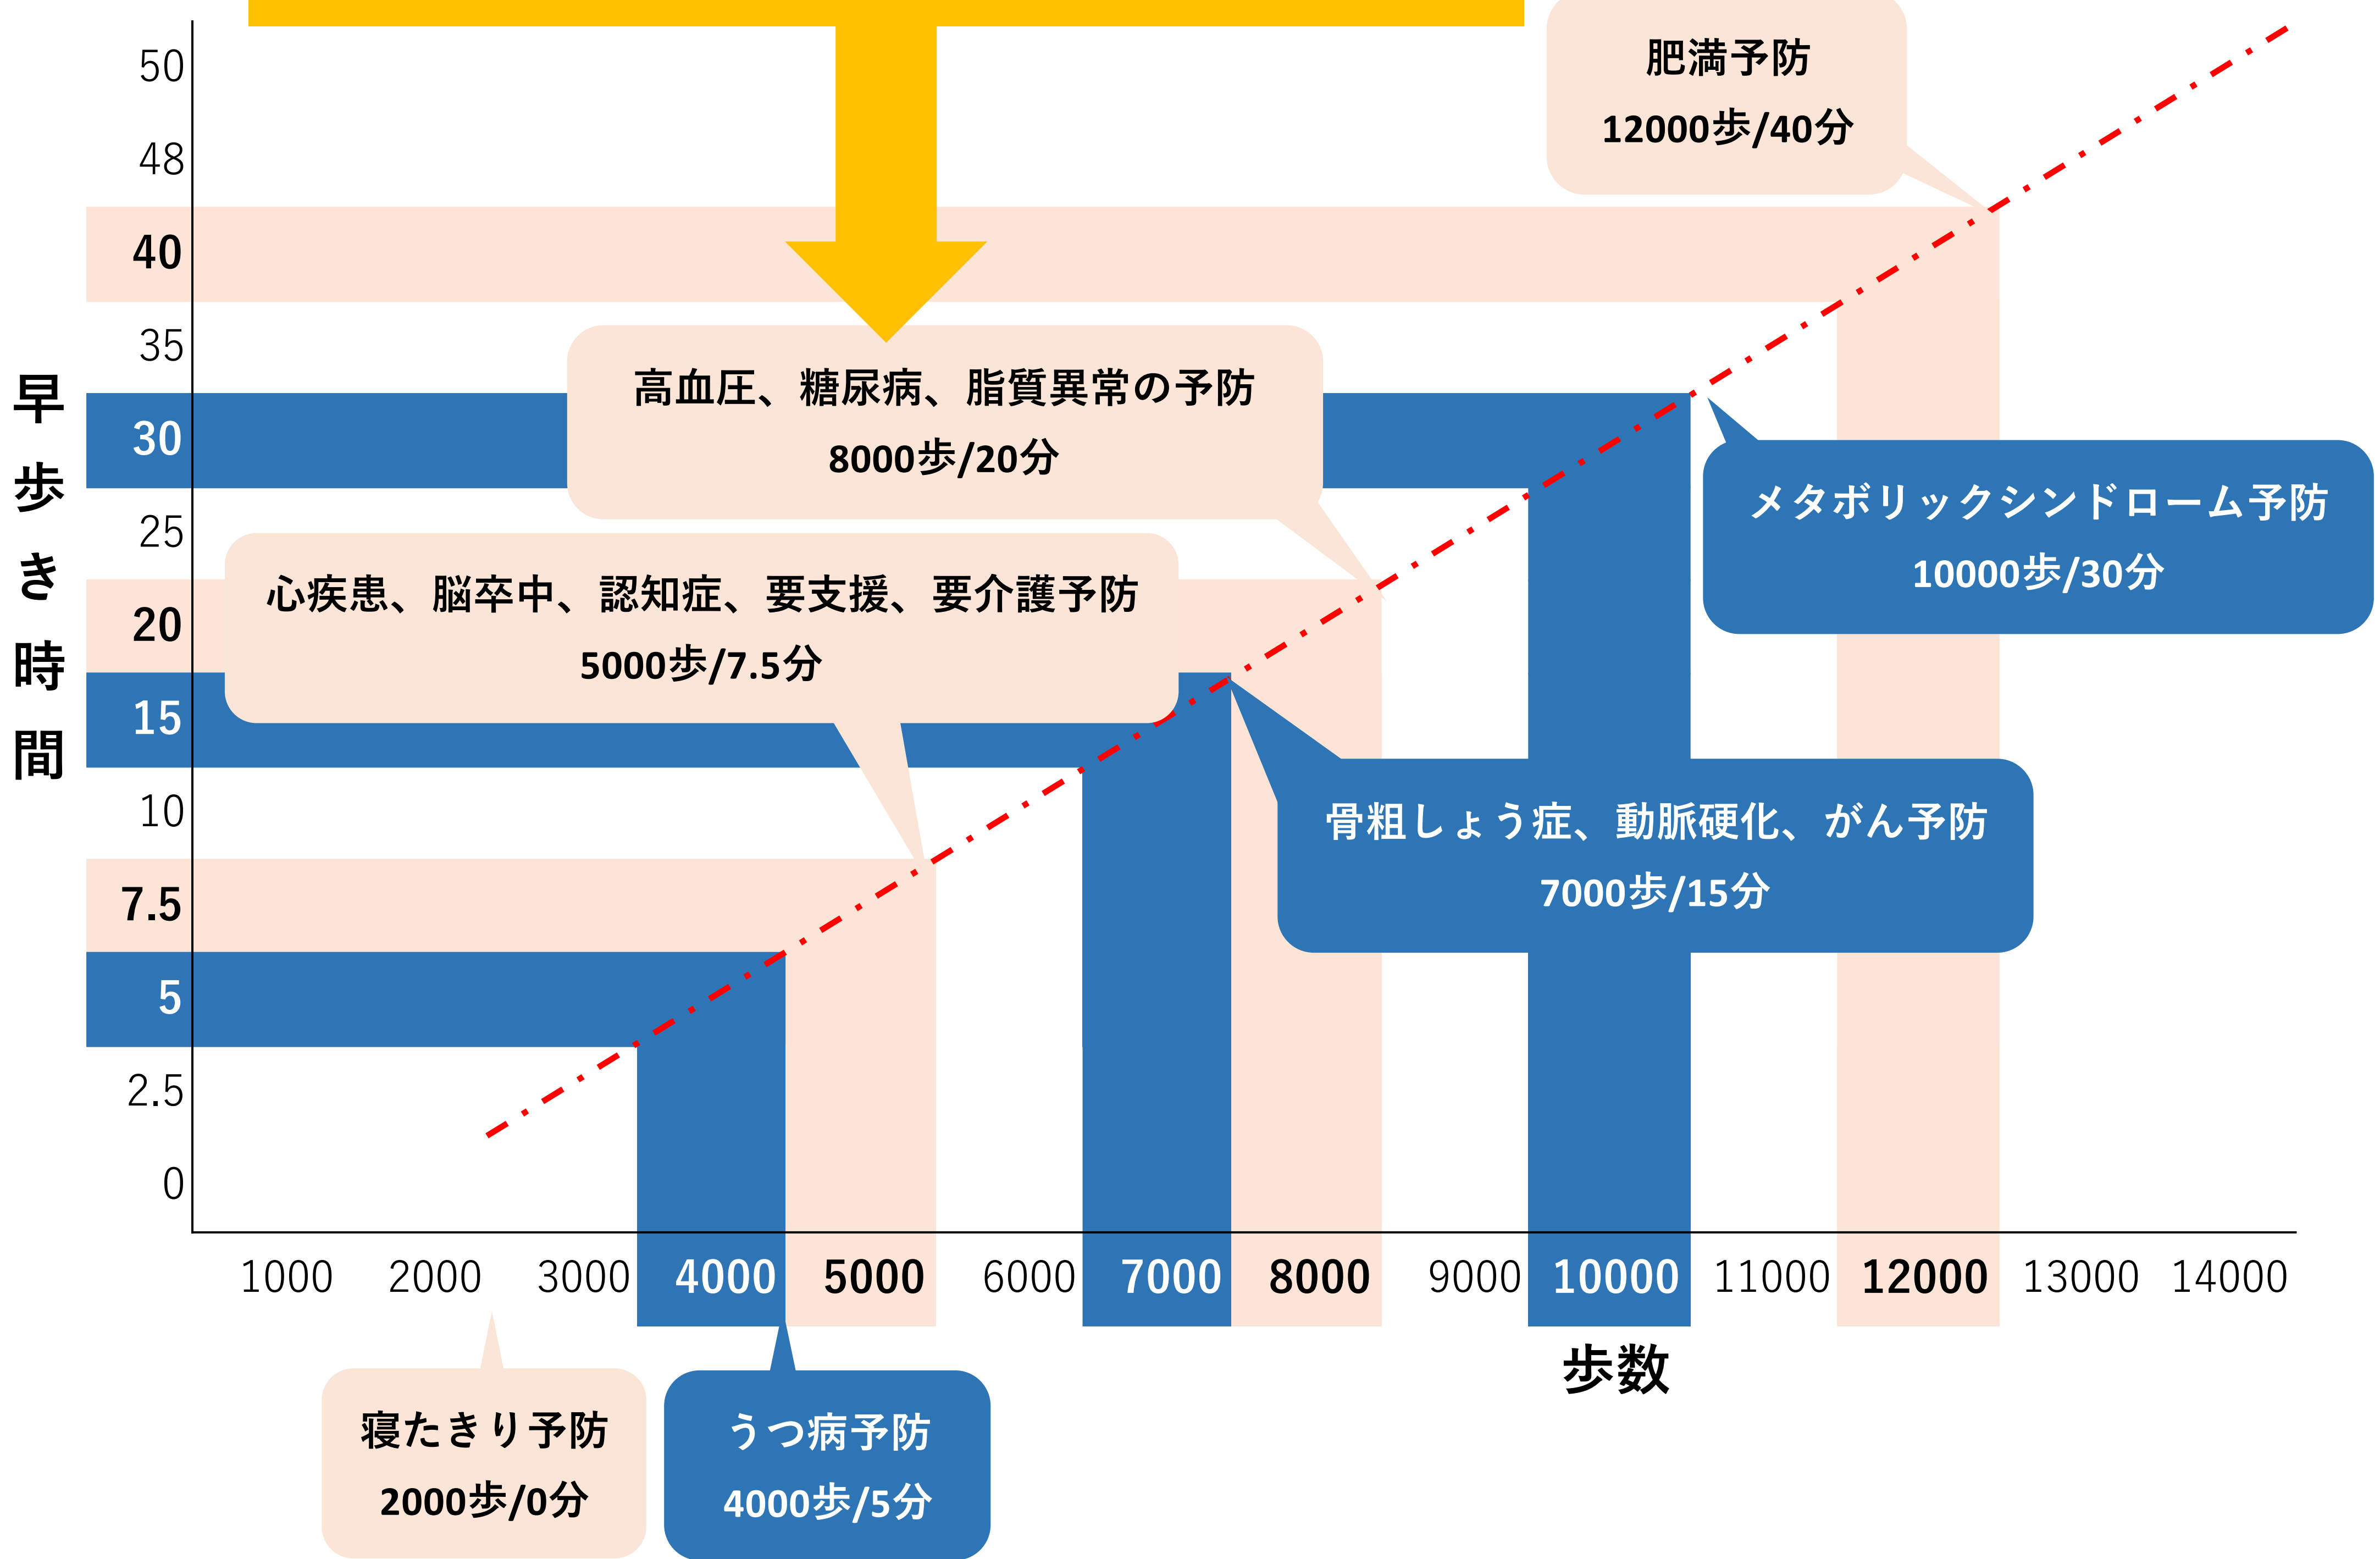 50
48
40
35
30
25
20
15
10
7.5
5
2.5
0
早歩き時間
肥満予防
12000歩/40分
高血圧、糖尿病、脂質異常の予防
8000歩/20分
メタボリックシンドローム予防
10000歩/30分
心疾患、脳卒中、認知症、要支援、要介護予防
5000歩/7.5分
骨粗しょう症、動脈硬化、がん予防
7000歩/15分
1000 2000 3000 4000 5000 6000 7000 8000 9000 10000 11000 12000 13000 14000
歩数
寝たきり予防
2000歩/0分
うつ病予防
4000歩/5分